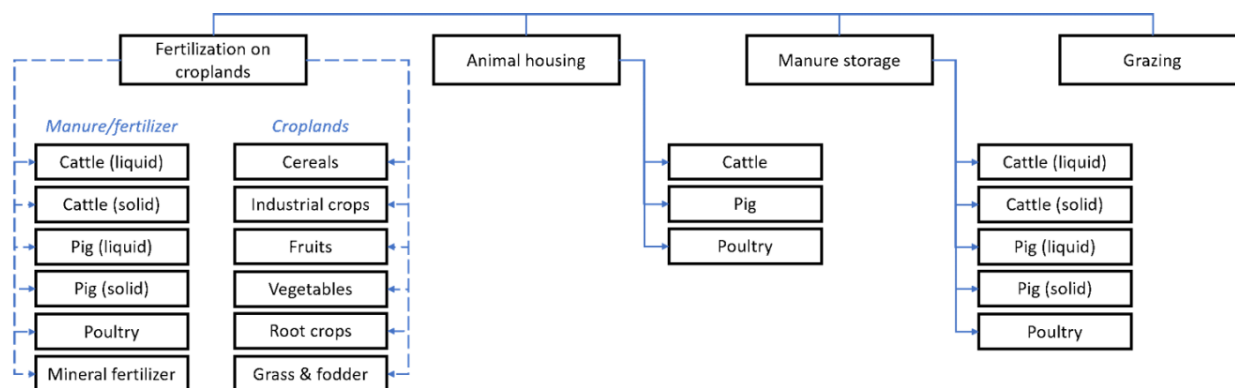 Fertilization on
croplands
Animal housing
Manure storage
Grazing
Manure/fertilizer
Croplands
Cattle (liquid)
Cattle (solid)
Pig (liquid)
Pig (solid)
Poultry
Mineral fertilizer
Cereals
Industrial crops
Fruits
Vegetables
Root crops
Grass & fodder
Cattle
Pig
Poultry
Cattle (liquid)
Cattle (solid)
Pig (liquid)
Pig (solid)
Poultry